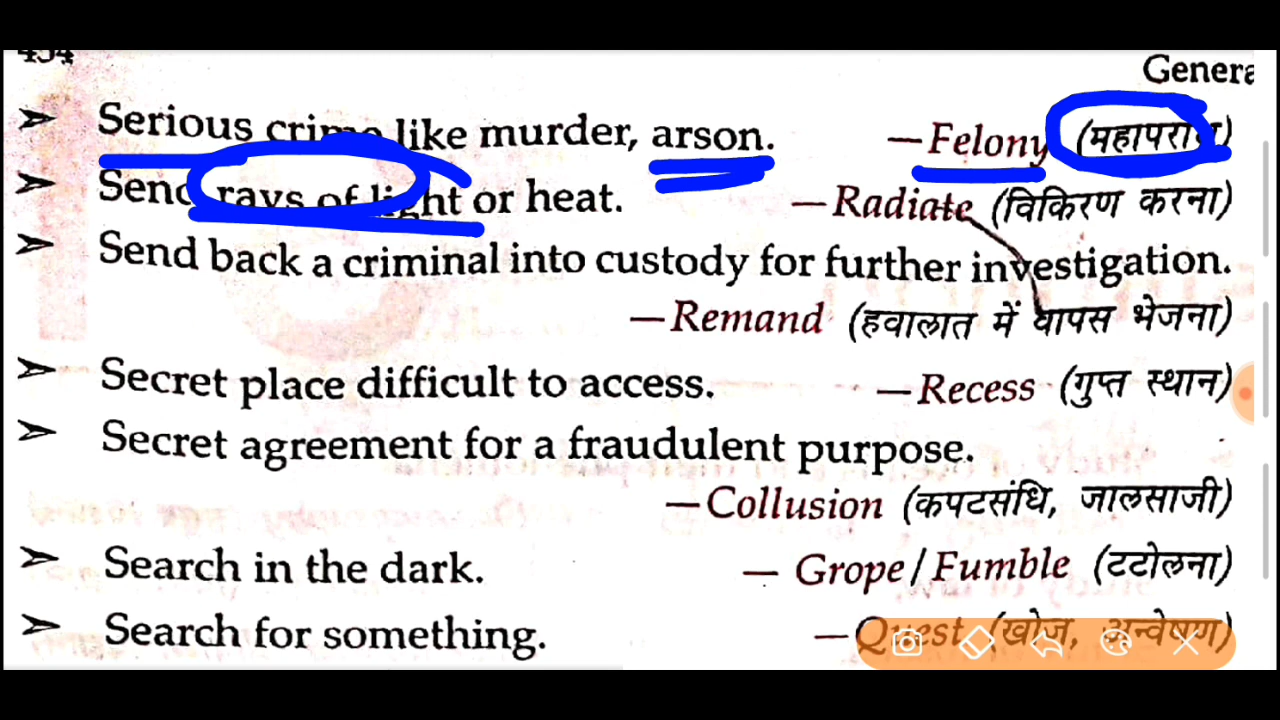 454
Genera
➢ Serious crime like murder, arson. —Felony (महापराध)
➢ Send rays of light or heat. —Radiate (विकिरण करना)
➢ Send back a criminal into custody for further investigation.
—Remand (हवालात में वापस भेजना)
➢ Secret place difficult to access. —Recess (गुप्त स्थान)
➢ Secret agreement for a fraudulent purpose.
—Collusion (कपटसंधि, जालसाजी)
➢ Search in the dark. — Grope/Fumble (टटोलना)
➢ Search for something. —Quest (खोज, अन्वेषण)